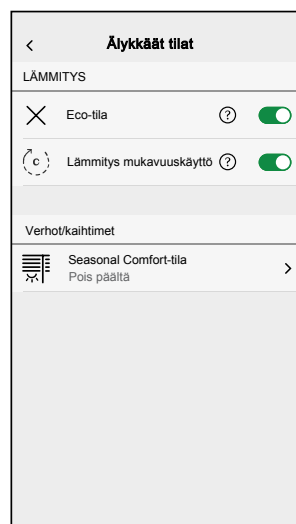 Älykkäät tilat
LÄMMITYS
Eco-tila ?
c Lämmitys mukavuuskäyttö ?
Verhot/kaihtimet
Seasonal Comfort-tila
Pois päältä